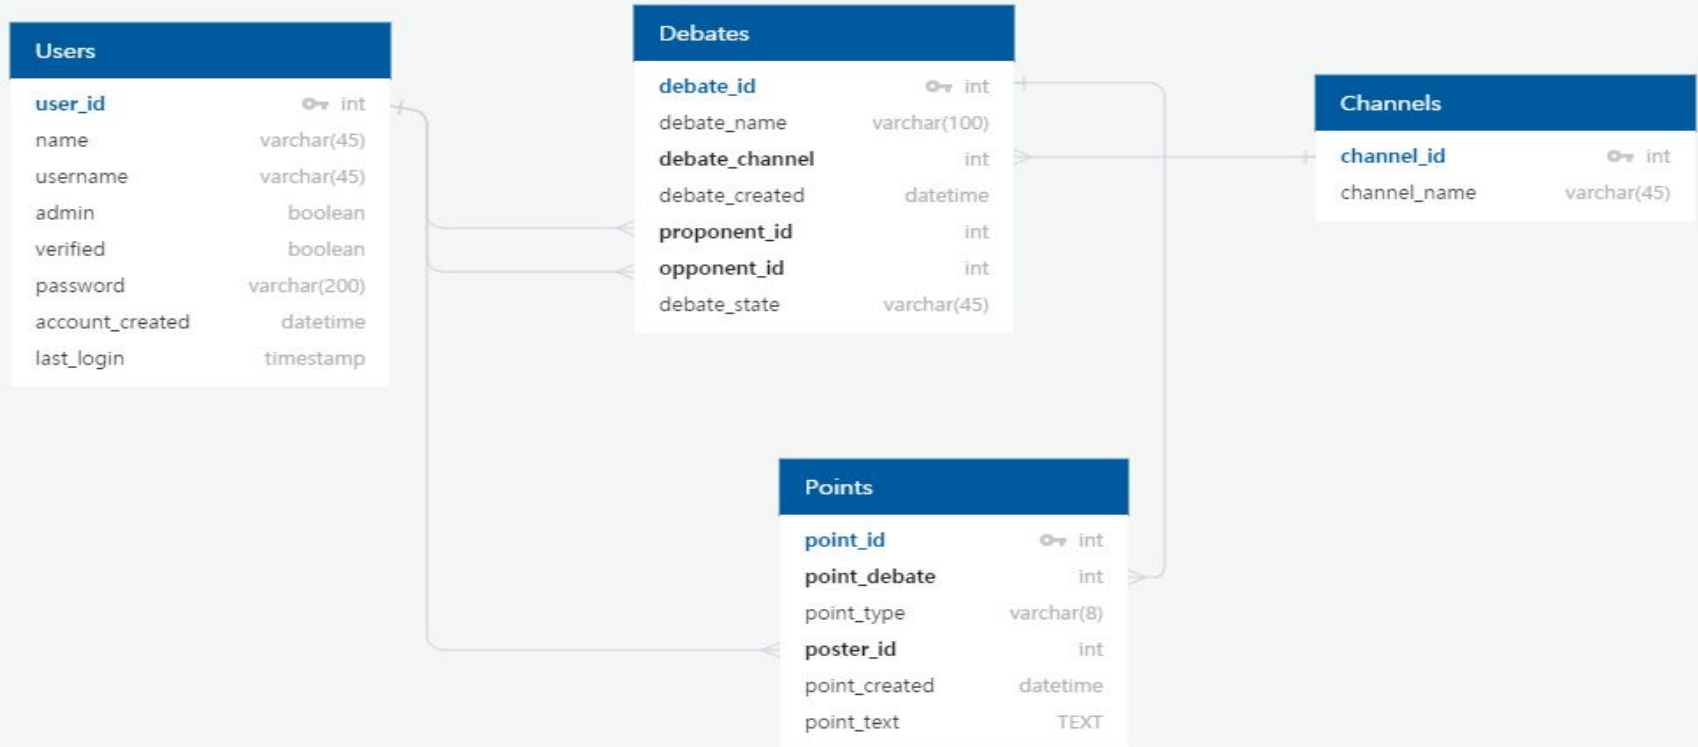 Users
user_id int
name varchar(45)
username varchar(45)
admin boolean
verified boolean
password varchar(200)
account_created datetime
last_login timestamp
Debates
debate_id int
debate_name varchar(100)
debate_channel int
debate_created datetime
proponent_id int
opponent_id int
debate_state varchar(45)
Channels
channel_id int
channel_name varchar(45)
Points
point_id int
point_debate int
point_type varchar(8)
poster_id int
point_created datetime
point_text TEXT